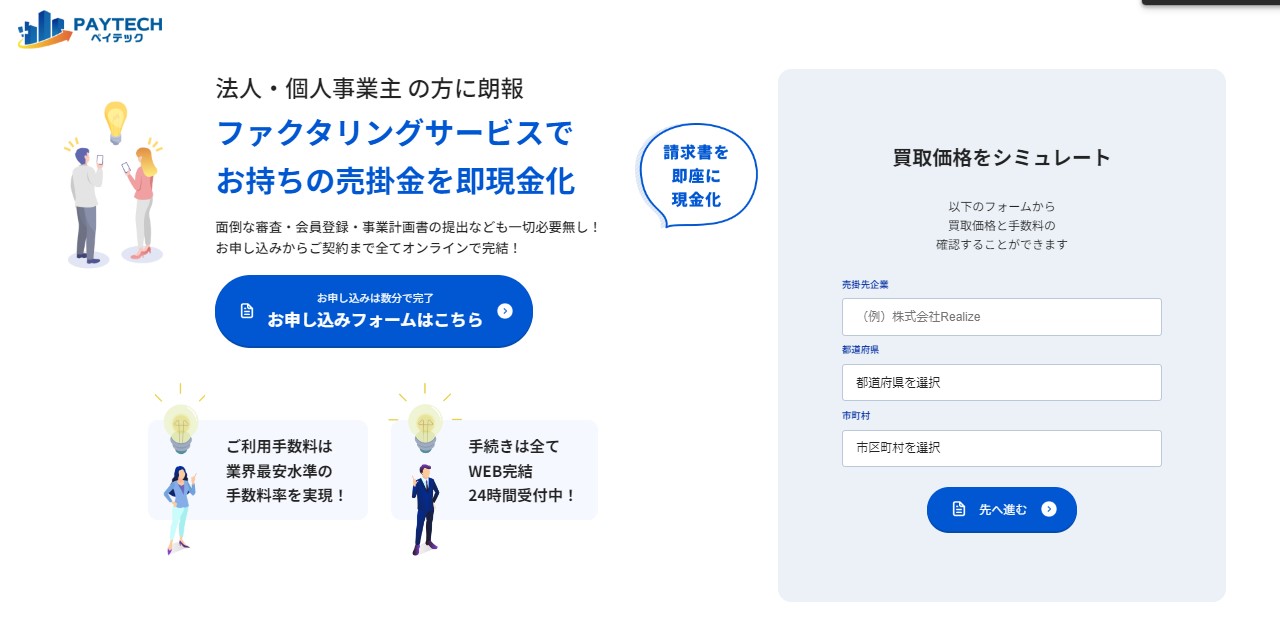 PAYTECH
ペイテック
法人・個人事業主 の方に朗報
ファクタリングサービスで
お持ちの売掛金を即現金化
面倒な審査・会員登録・事業計画書の提出なども一切必要無し！
お申し込みからご契約まで全てオンラインで完結！
お申し込みは数分で完了
お申し込みフォームはこちら
請求書を
即座に
現金化
ご利用手数料は
業界最安水準の
手数料率を実現！
手続きは全て
WEB完結
24時間受付中！
買取価格をシミュレート
以下のフォームから
買取価格と手数料の
確認することができます
売掛先企業
（例）株式会社Realize
都道府県
都道府県を選択
市町村
市区町村を選択
先へ進む